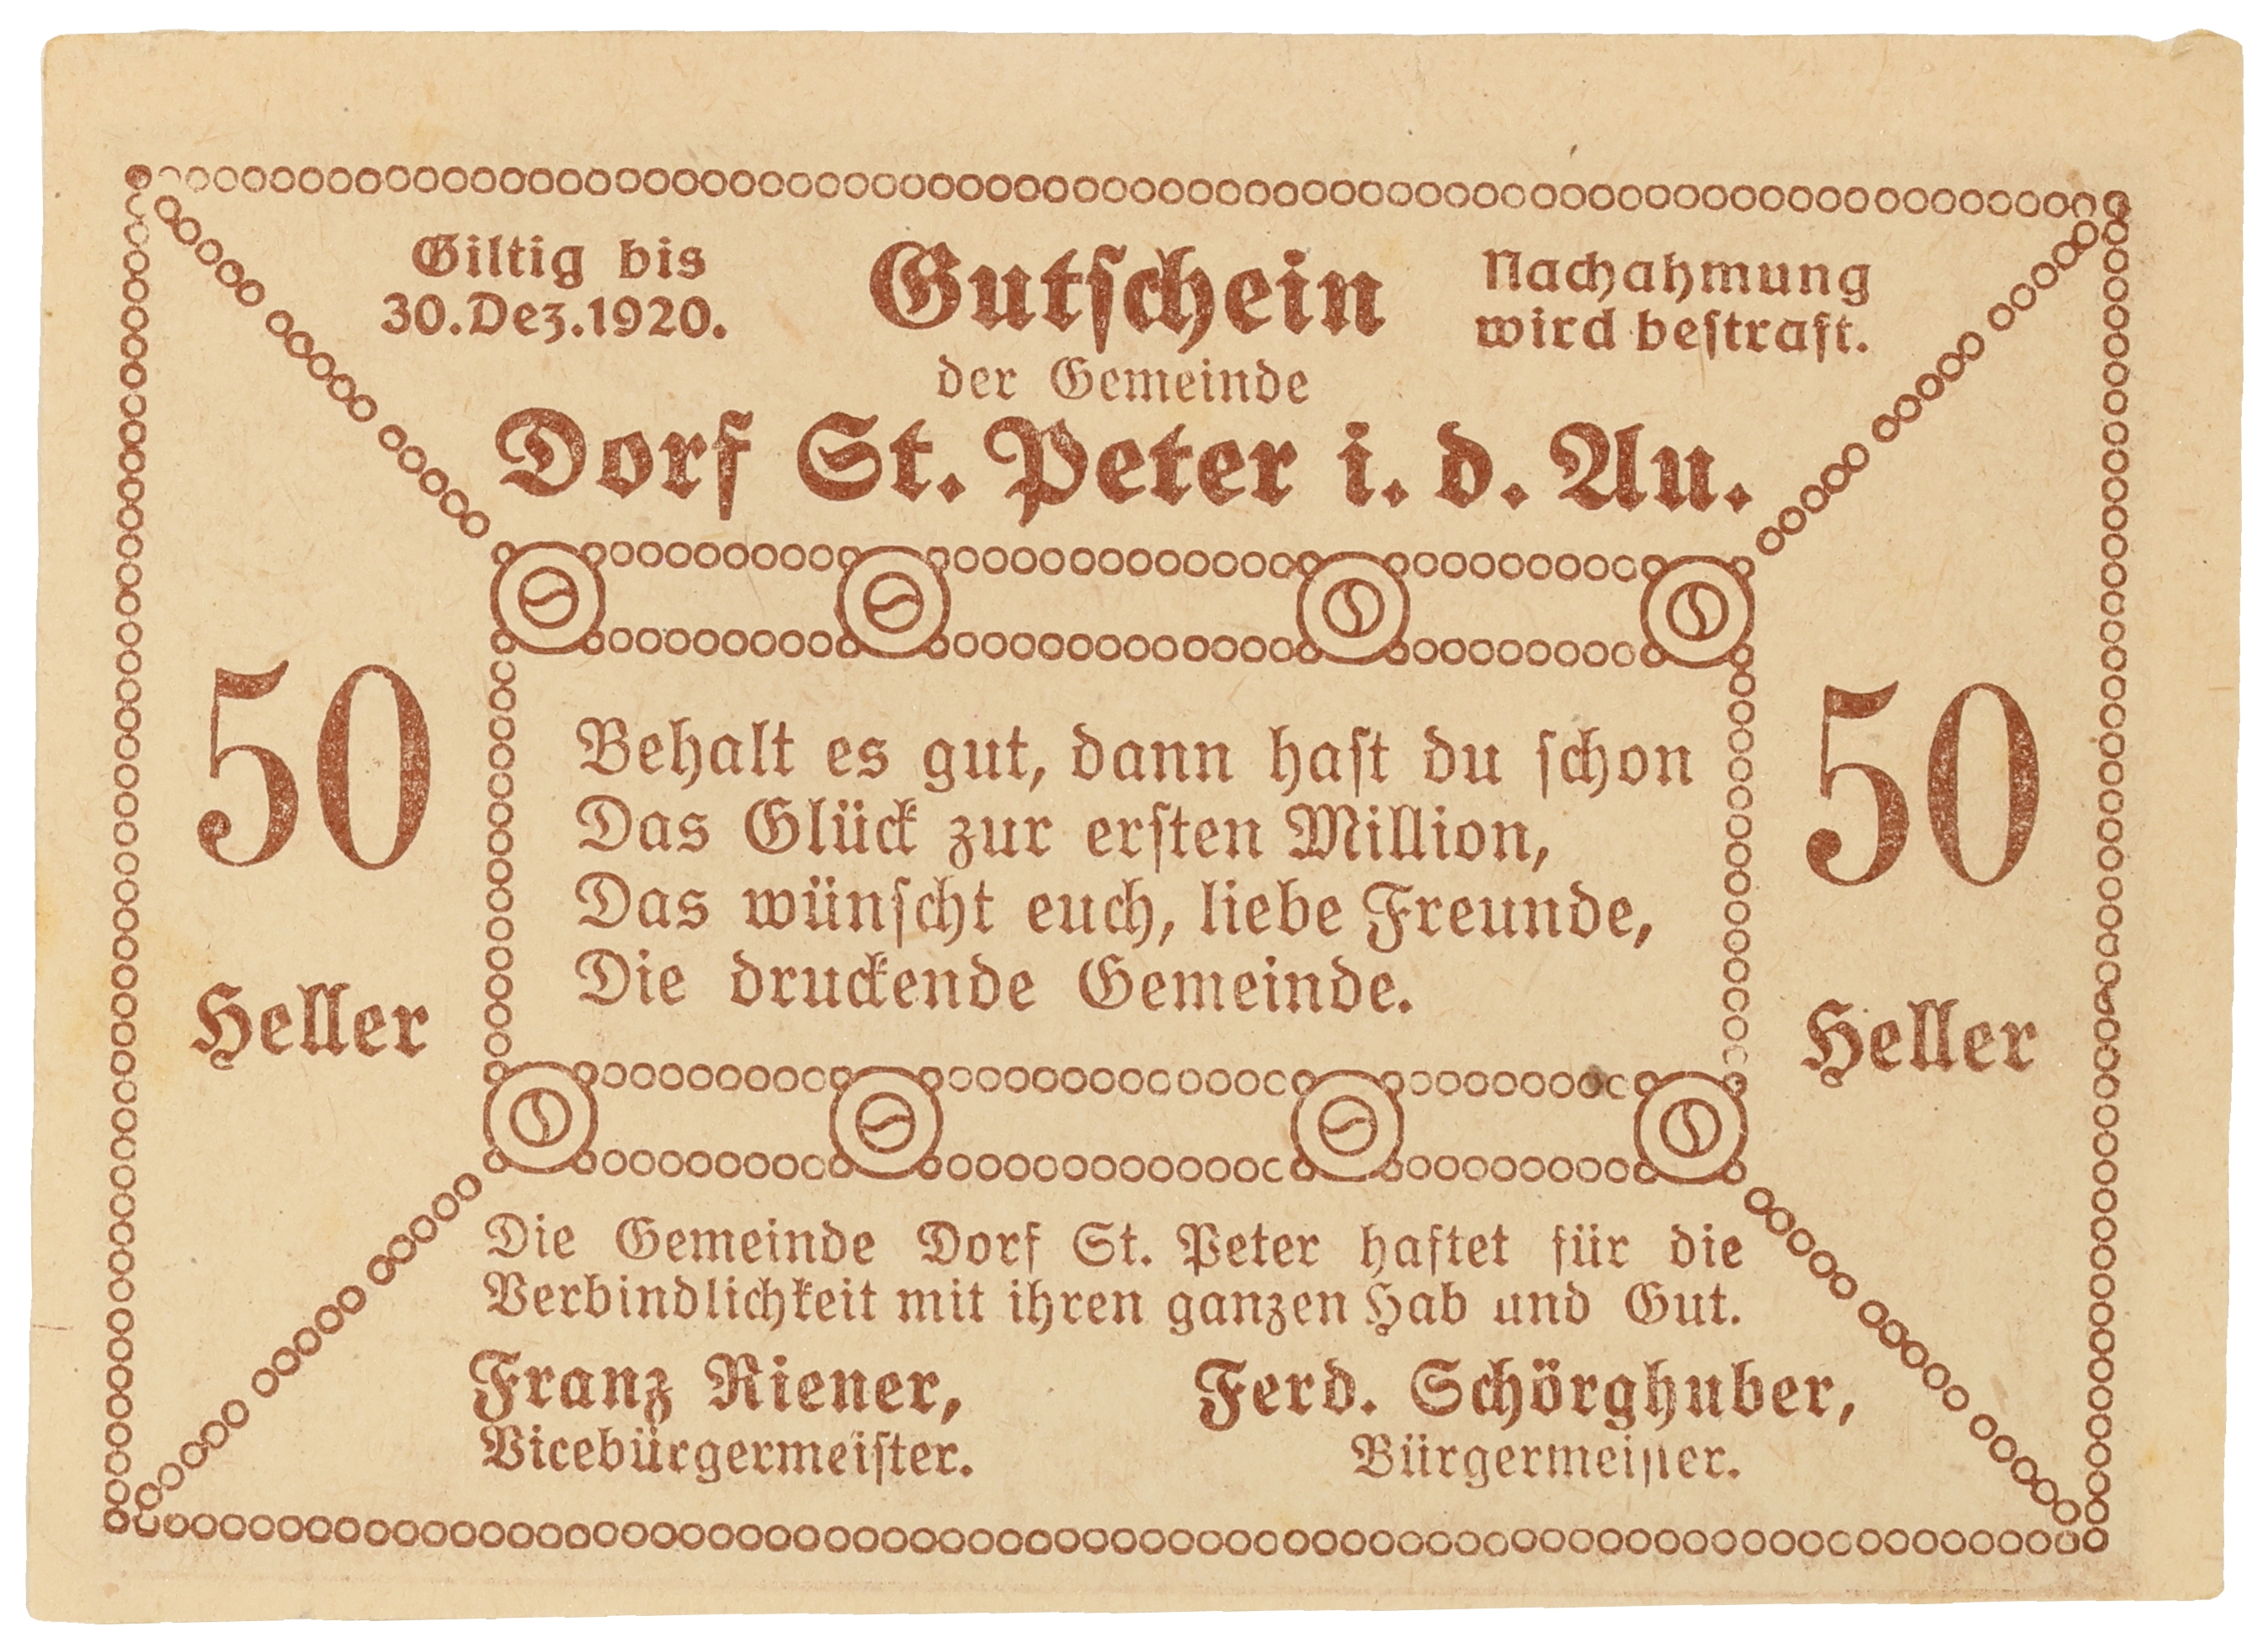 Giltig bis
30. Dez. 1920.
Gutschein
Nachahmung
wird bestraft.
der Gemeinde
Dorf St. Peter i. d. Au.
50
Heller
Behalt es gut, dann hast du schon
Das Glück zur ersten Million,
Das wünscht euch, liebe Freunde,
Die druckende Gemeinde.
50
Heller
Die Gemeinde Dorf St. Peter haftet für die
Verbindlichkeit mit ihren ganzen Hab und Gut.
Franz Riener,
Vicebürgermeister.
Ferd. Schörghuber,
Bürgermeister.